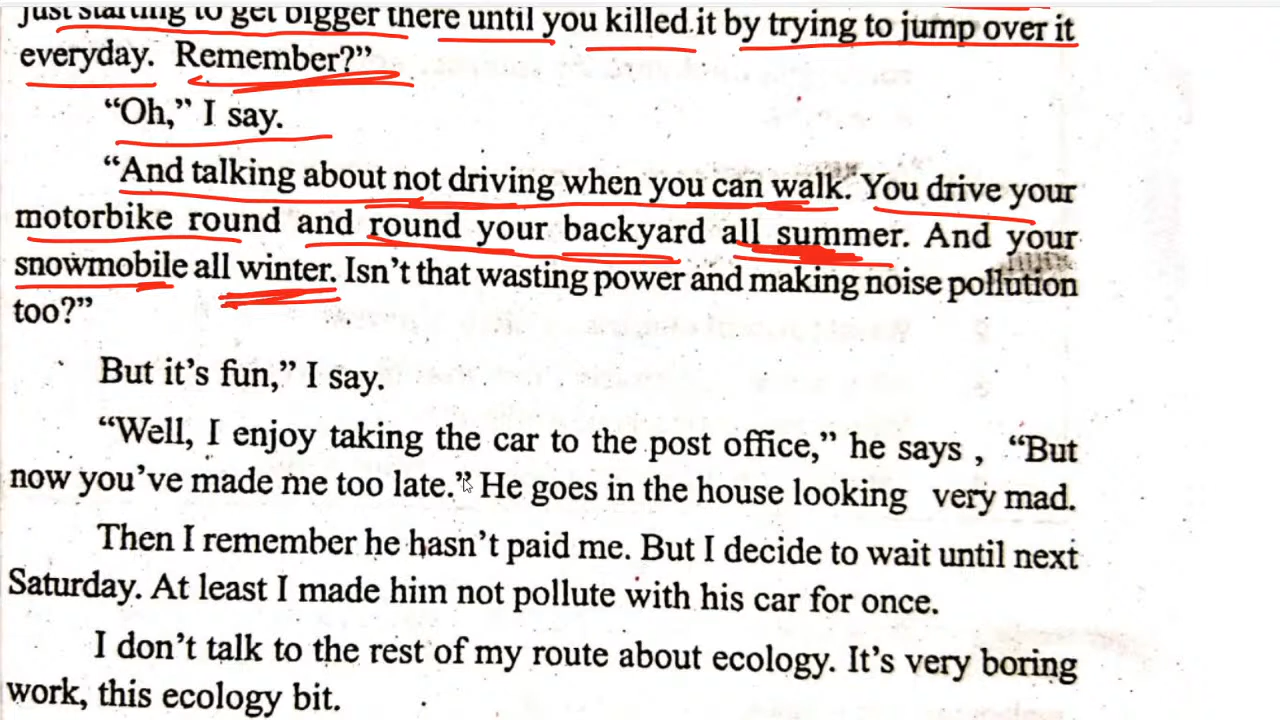 just starting to get bigger there until you killed it by trying to jump over it
everyday. Remember?”
“Oh,” I say.
“And talking about not driving when you can walk. You drive your
motorbike round and round your backyard all summer. And your
snowmobile all winter. Isn’t that wasting power and making noise pollution
too?”
But it’s fun,” I say.
“Well, I enjoy taking the car to the post office,” he says , “But
now you’ve made me too late.” He goes in the house looking very mad.
Then I remember he hasn’t paid me. But I decide to wait until next
Saturday. At least I made him not pollute with his car for once.
I don’t talk to the rest of my route about ecology. It’s very boring
work, this ecology bit.